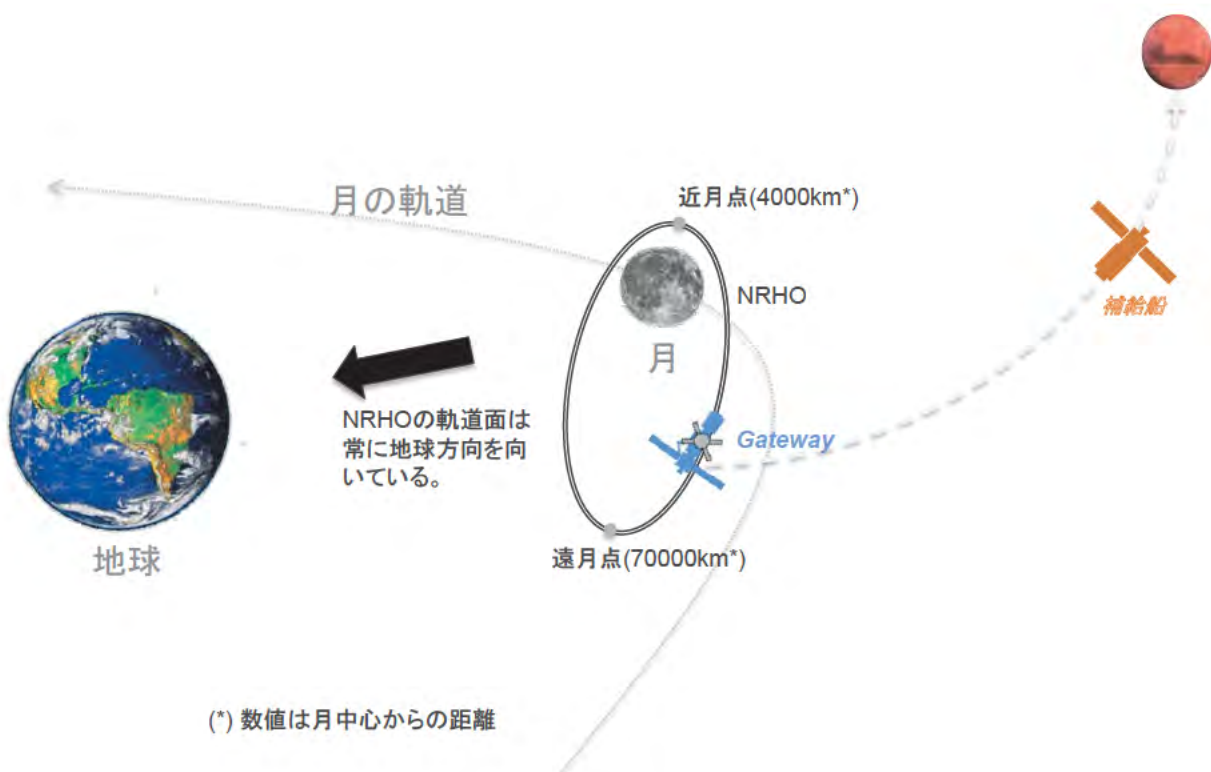 月の軌道
近月点(4000km*)
NRHO
補給船
月
NRHOの軌道面は
常に地球方向を向
いている。
Gateway
地球
遠月点(70000km*)
(*) 数値は月中心からの距離